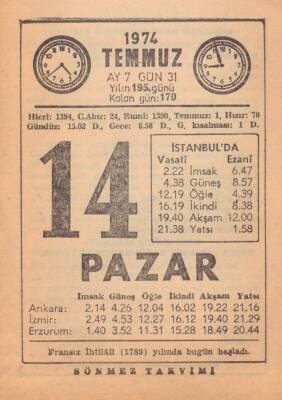 1974
TEMMUZ
AY 7 GÜN 31
Yılın 195.günü
Kalan gün:170
Hicri: 1394, C.Ahır: 24, Rumi: 1390, Temmuz: 1, Hızır: 70
Gündüz: 15.02 D., Gece: 8.58 D., G. kısalması: 1 D.
14
İSTANBUL'DA
Vasati Ezani
2.22 İmsak 6.47
4.38 Güneş 8.57
12.19 Öğle 4.39
16.19 İkindi 8.38
19.40 Akşam 12.00
21.38 Yatsı 1.58
PAZAR
İmsak Güneş Öğle İkindi Akşam Yatsı
Ankara: 2.14 4.26 12.04 16.02 19.22 21.16
İzmir: 2.49 4.53 12.27 16.12 19.40 21.29
Erzurum: 1.40 3.52 11.31 15.28 18.49 20.44
Fransız İhtilâli (1789) yılında bugün başladı.
SÖNMEZ TAKVİMİ